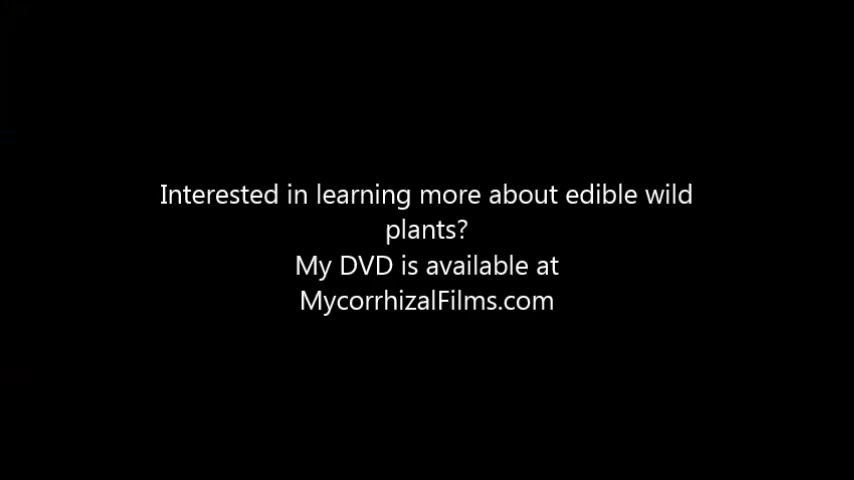 Interested in learning more about edible wild
plants?
My DVD is available at
MycorrhizalFilms.com